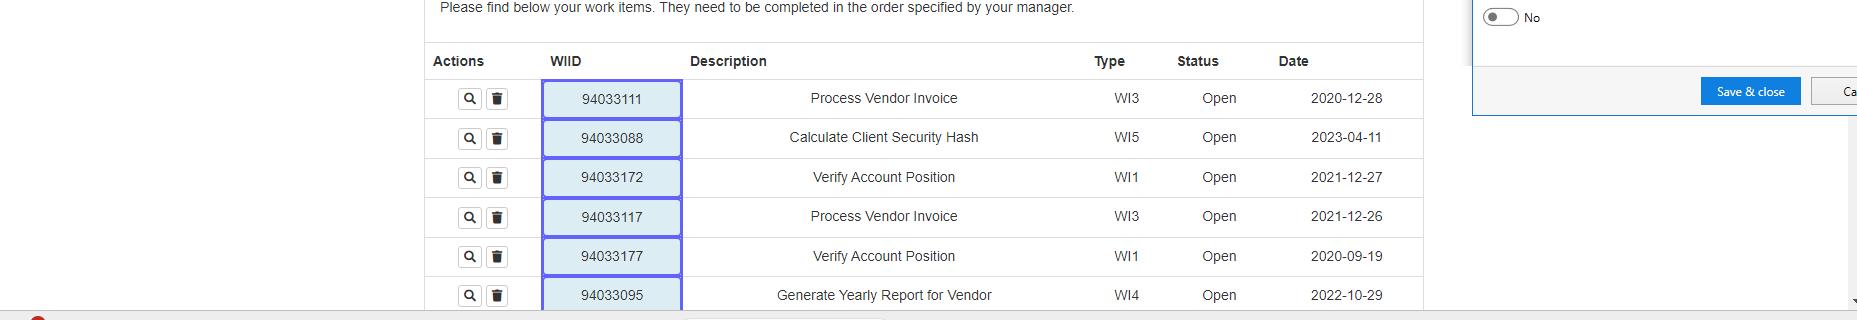 Please find below your work items. They need to be completed in the order specified by your manager.
No
Actions WIID Description Type Status Date
94033111 Process Vendor Invoice WI3 Open 2020-12-28
Save & close
94033088 Calculate Client Security Hash WI5 Open 2023-04-11
94033172 Verify Account Position WI1 Open 2021-12-27
94033117 Process Vendor Invoice WI3 Open 2021-12-26
94033177 Verify Account Position WI1 Open 2020-09-19
94033095 Generate Yearly Report for Vendor WI4 Open 2022-10-29